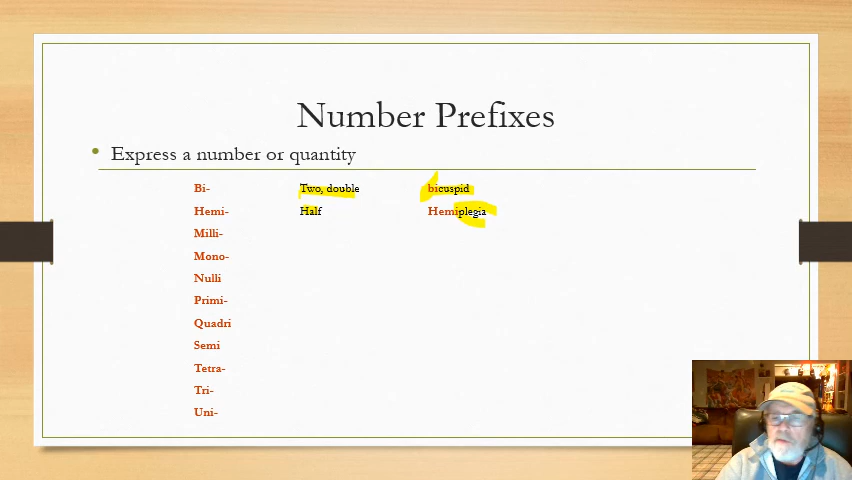 Number Prefixes
• Express a number or quantity
Bi- Two, double bicuspid
Hemi- Half Hemiplegia
Milli-
Mono-
Nulli
Primi-
Quadri
Semi
Tetra-
Tri-
Uni-